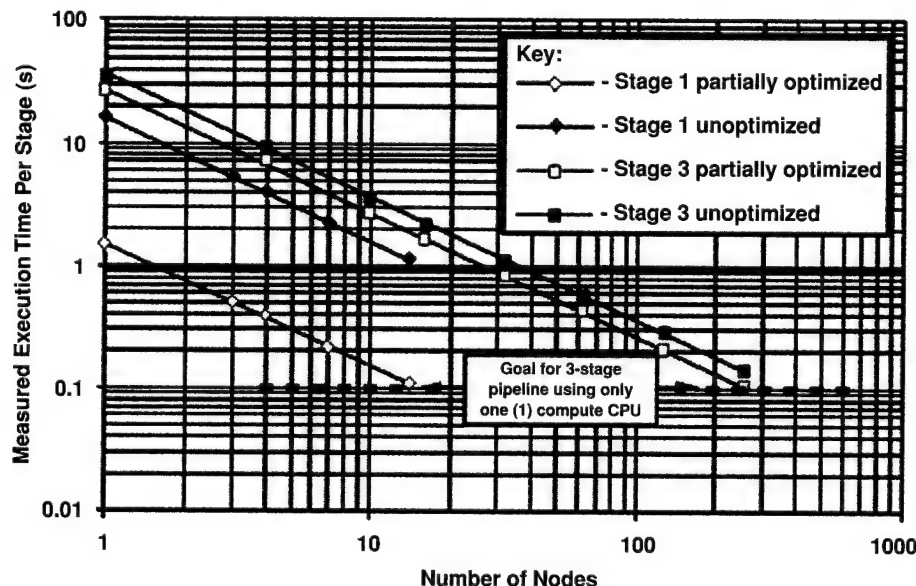 Measured Execution Time Per Stage (s)
100
10
1
0.1
0.01
Key:
- Stage 1 partially optimized
- Stage 1 unoptimized
- Stage 3 partially optimized
- Stage 3 unoptimized
Goal for 3-stage
pipeline using only
one (1) compute CPU
1
10
100
1000
Number of Nodes